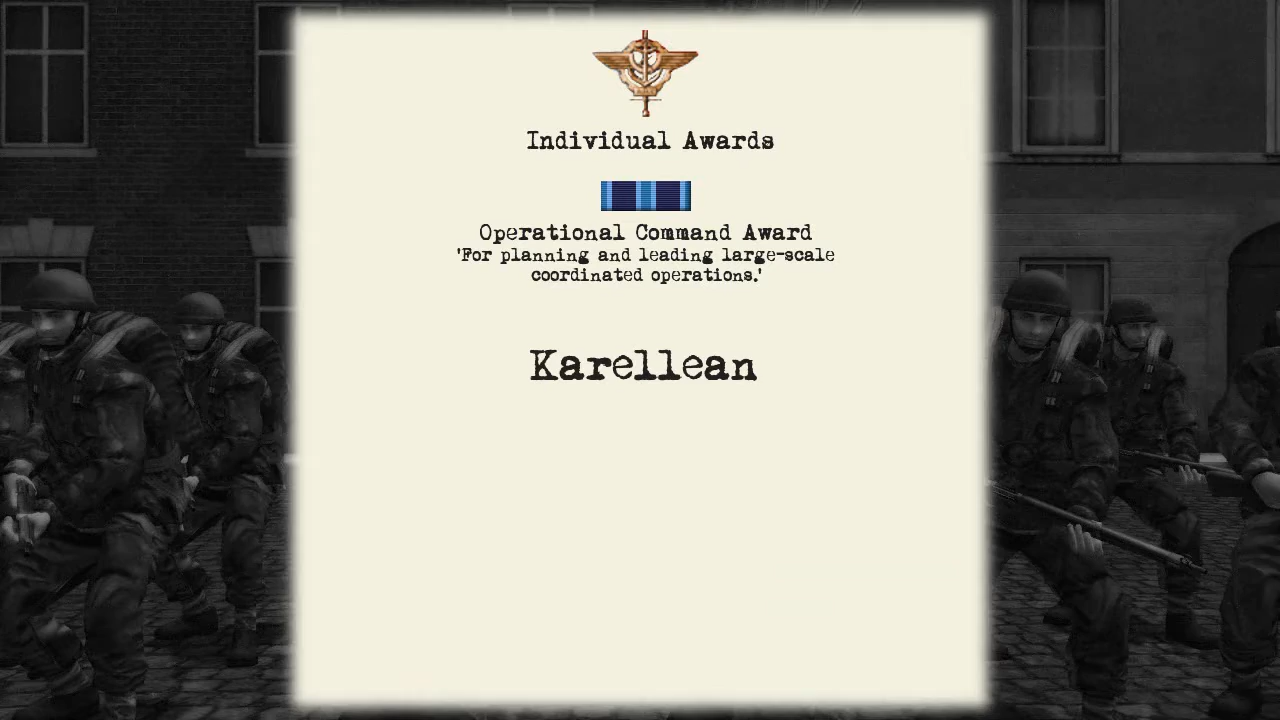 Individual Awards
Operational Command Award
'For planning and leading large-scale
coordinated operations.'
Karellean